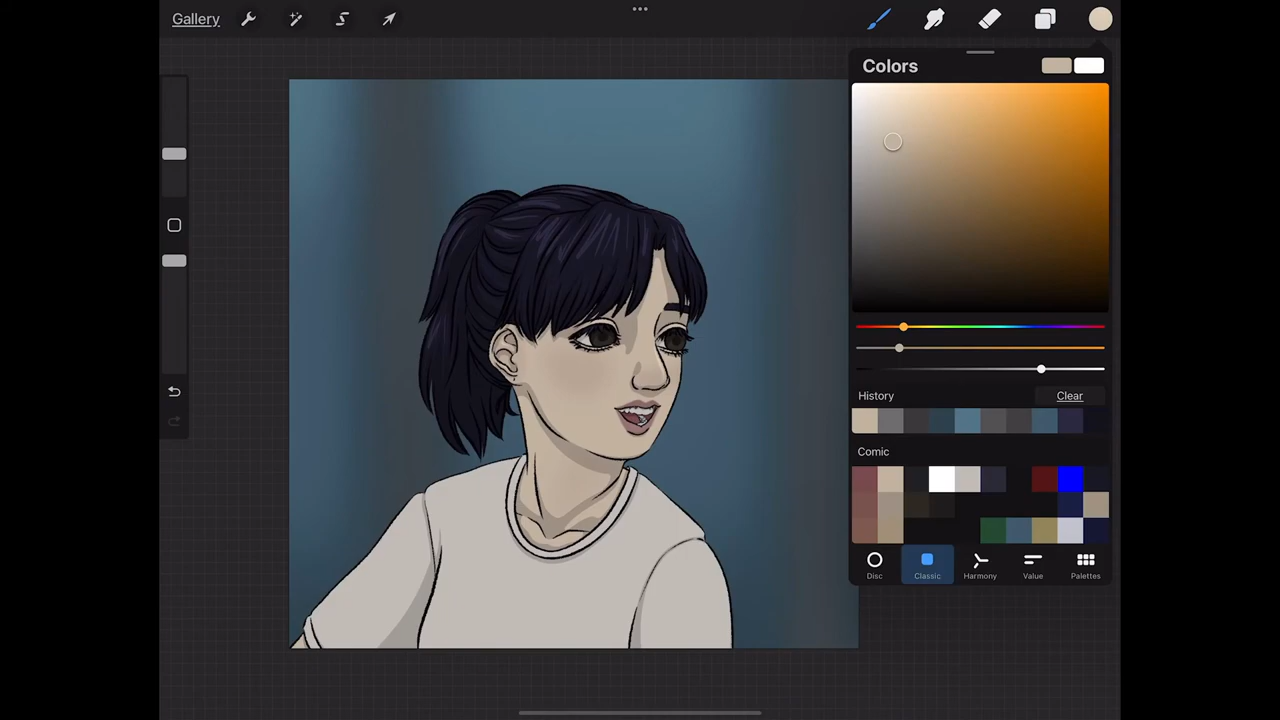 Gallery
Colors
History
Clear
Comic
Disc
Classic
Harmony
Value
Palettes